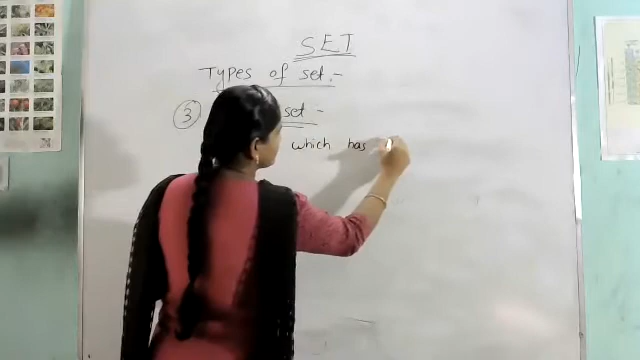 SET
Types of set :-
3 set -
which has